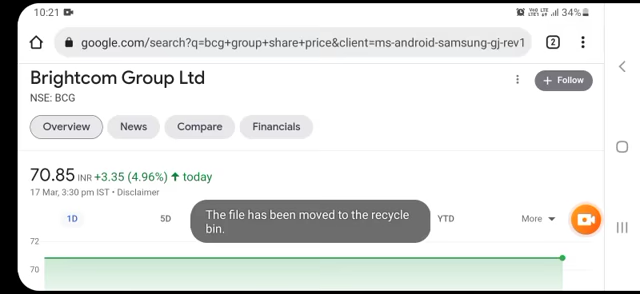 10:21 34%
google.com/search?q=bcg+group+share+price&client=ms-android-samsung-gj-rev1 2
Brightcom Group Ltd
+ Follow
NSE: BCG
Overview News Compare Financials
70.85 INR +3.35 (4.96%) ↑ today
17 Mar, 3:30 pm IST • Disclaimer
1D 5D YTD More
The file has been moved to the recycle
bin.
72
70